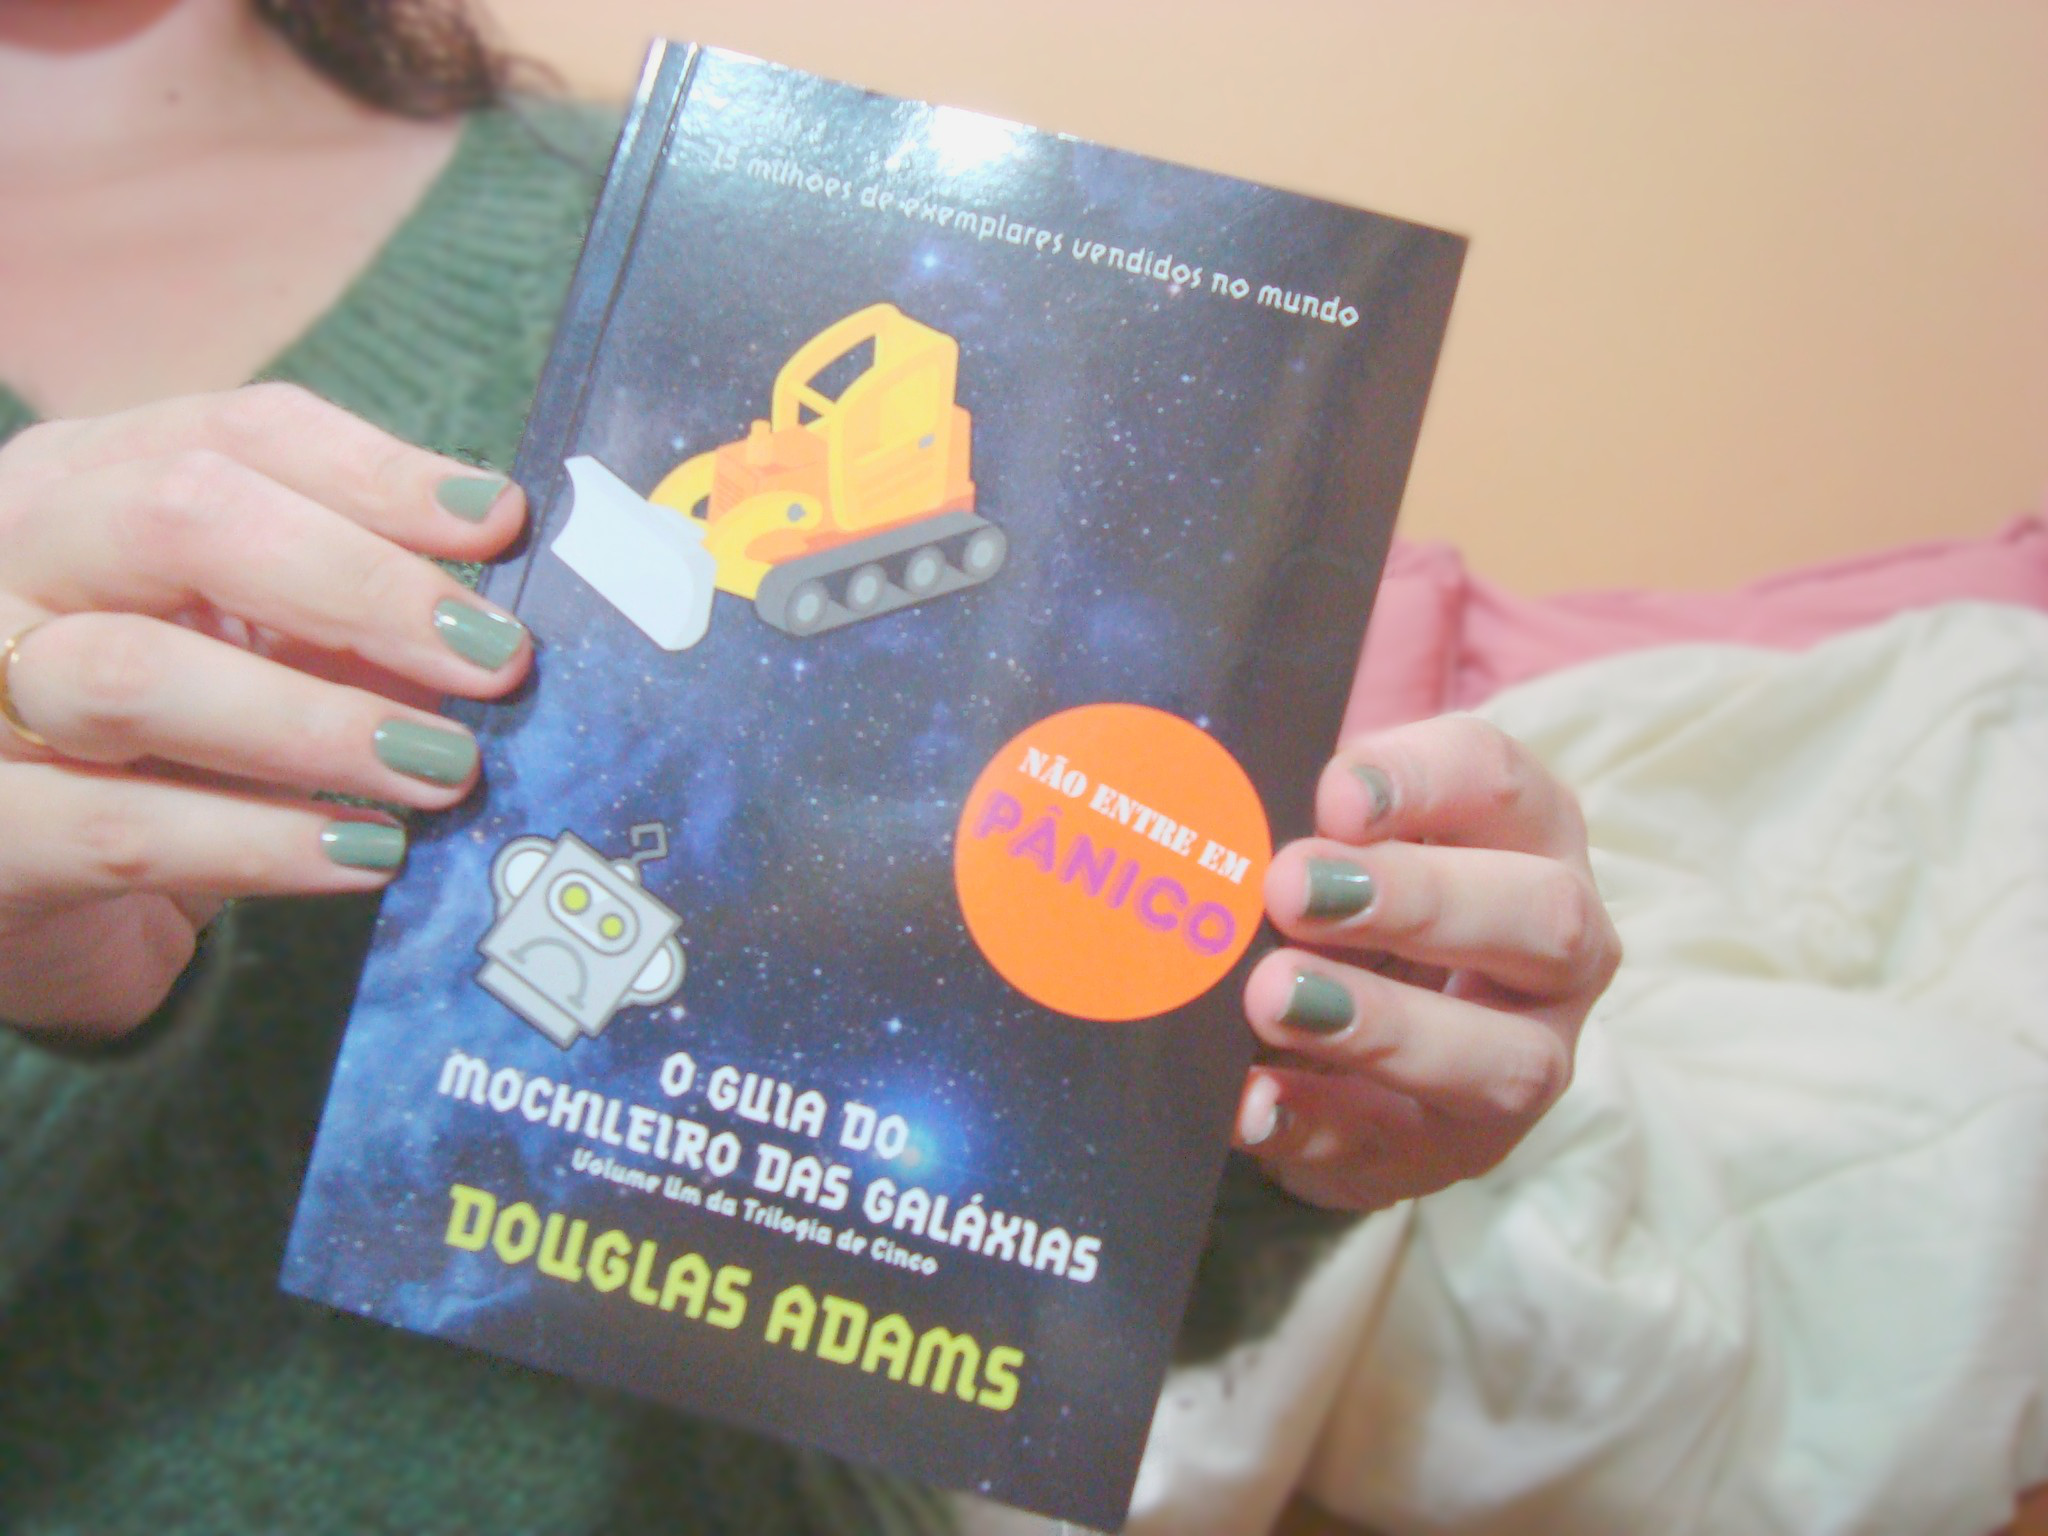 15 milhões de exemplares vendidos no mundo
NÃO ENTRE EM
PÂNICO
O GUIA DO
MOCHILEIRO DAS GALÁXIAS
Volume Um da Trilogia de Cinco
DOUGLAS ADAMS